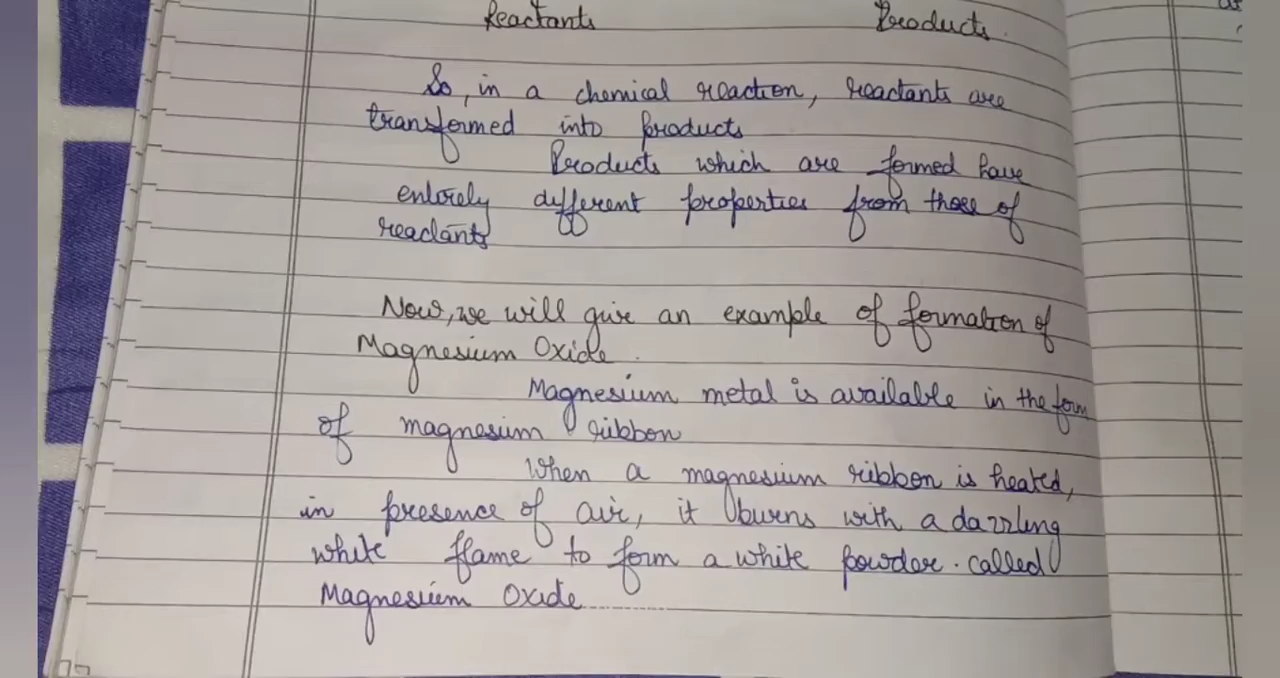 Reactants Products.
So, in a chemical reaction, reactants are
transformed into products
Products which are formed have
entirely different properties from those of
reactants
Now, we will give an example of formation of
Magnesium Oxide.
Magnesium metal is available in the form
of magnesium ribbon
When a magnesium ribbon is heated,
in presence of air, it burns with a dazzling
white flame to form a white powder. called
Magnesium Oxide